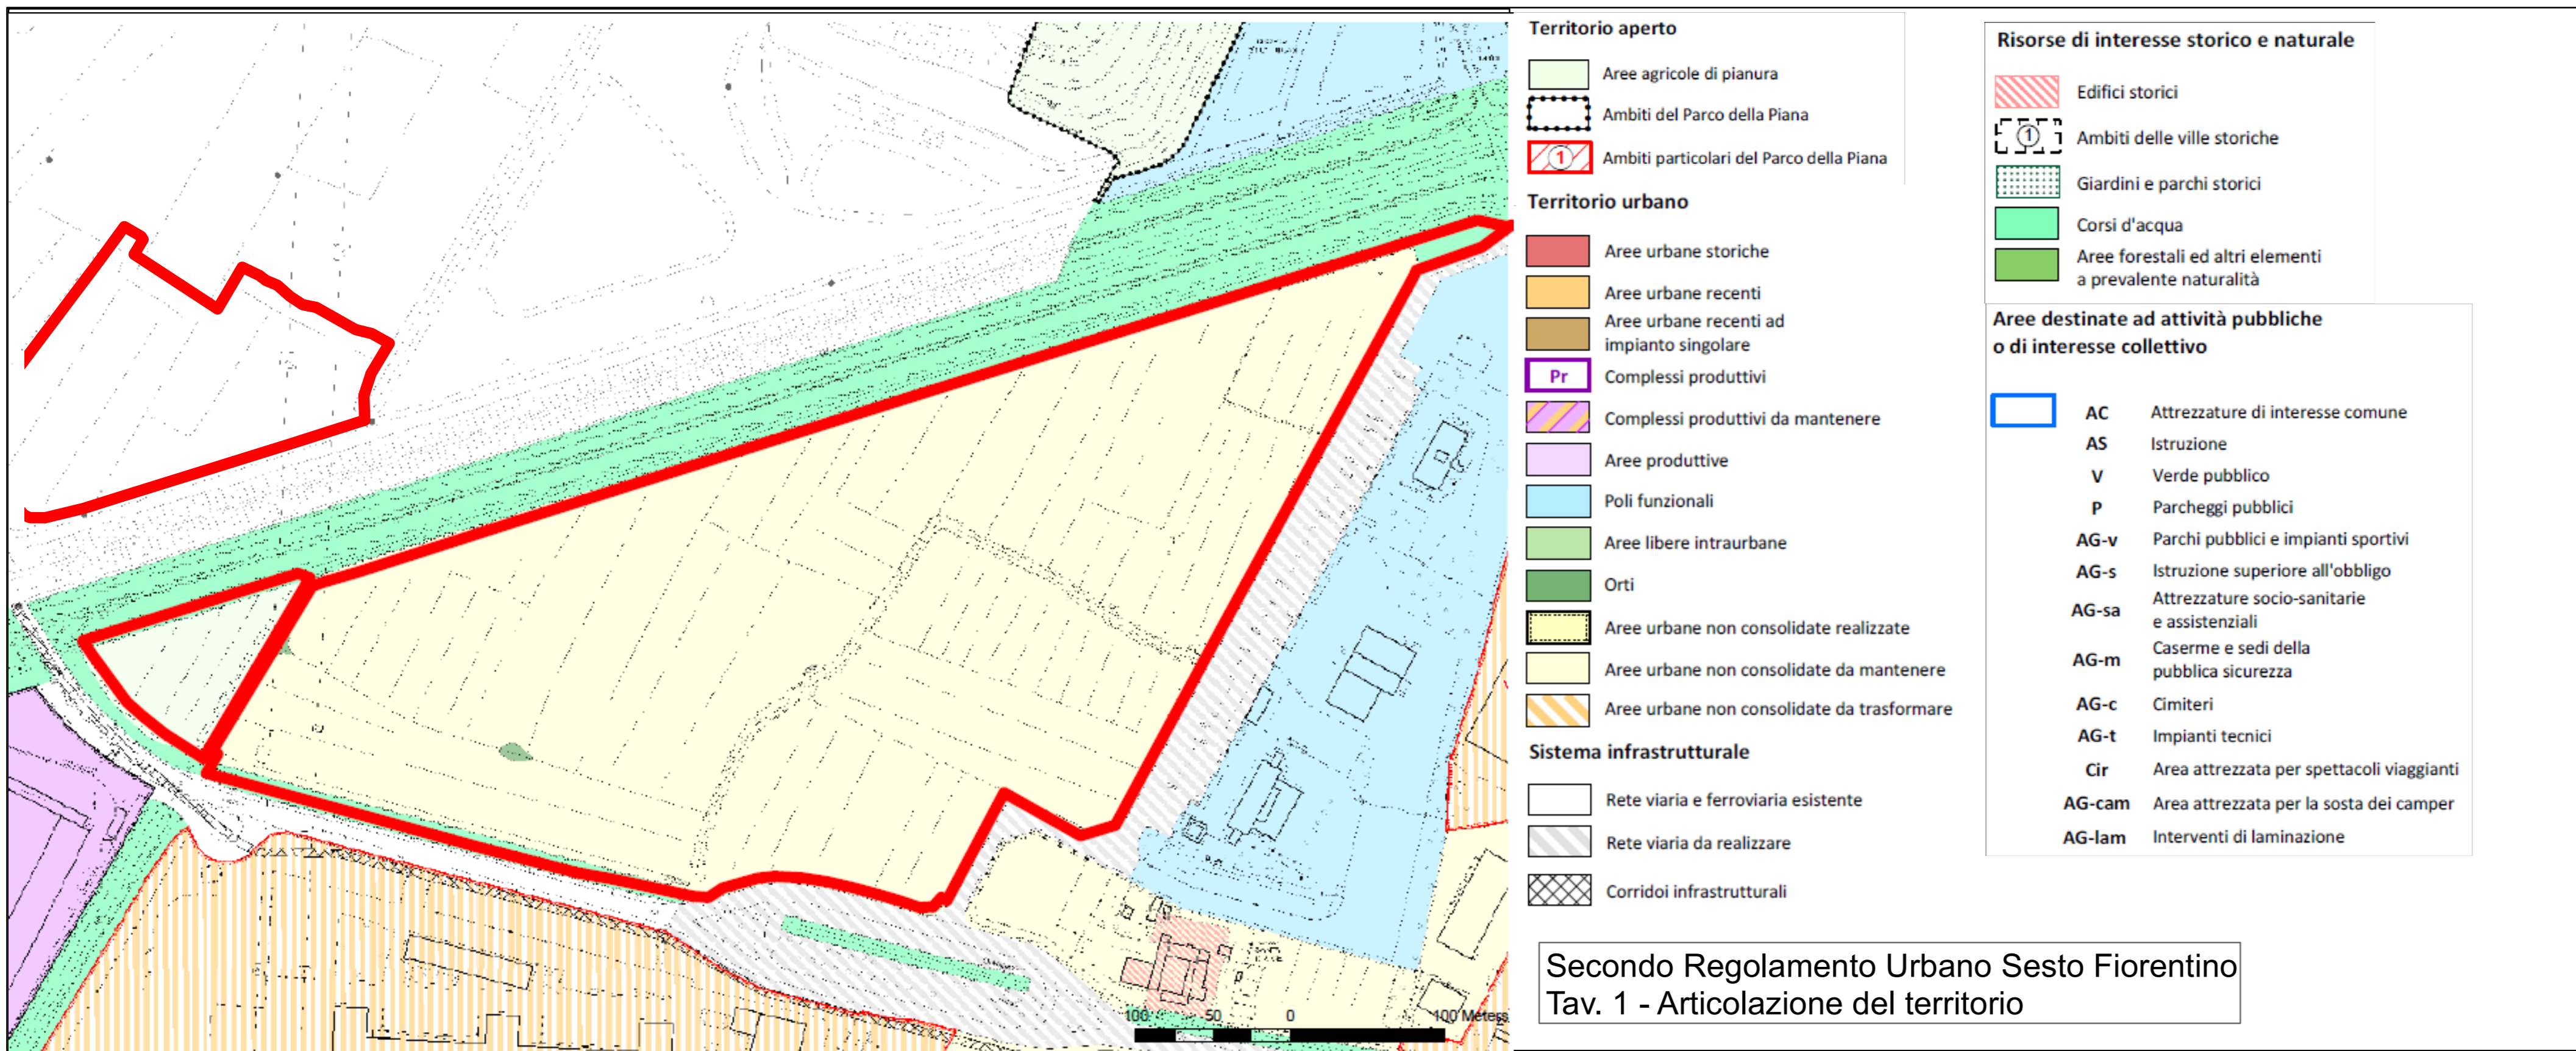 Territorio aperto
Aree agricole di pianura
Ambiti del Parco della Piana
1
Ambiti particolari del Parco della Piana
Territorio urbano
Aree urbane storiche
Aree urbane recenti
Aree urbane recenti ad
impianto singolare
Pr
Complessi produttivi
Complessi produttivi da mantenere
Aree produttive
Poli funzionali
Aree libere intraurbane
Orti
Aree urbane non consolidate realizzate
Aree urbane non consolidate da mantenere
Aree urbane non consolidate da trasformare
Sistema infrastrutturale
Rete viaria e ferroviaria esistente
Rete viaria da realizzare
Corridoi infrastrutturali
Risorse di interesse storico e naturale
Edifici storici
1
Ambiti delle ville storiche
Giardini e parchi storici
Corsi d'acqua
Aree forestali ed altri elementi
a prevalente naturalità
Aree destinate ad attività pubbliche
o di interesse collettivo
AC Attrezzature di interesse comune
AS Istruzione
V Verde pubblico
P Parcheggi pubblici
AG-v Parchi pubblici e impianti sportivi
AG-s Istruzione superiore all'obbligo
AG-sa Attrezzature socio-sanitarie
e assistenziali
AG-m Caserme e sedi della
pubblica sicurezza
AG-c Cimiteri
AG-t Impianti tecnici
Cir Area attrezzata per spettacoli viaggianti
AG-cam Area attrezzata per la sosta dei camper
AG-lam Interventi di laminazione
Secondo Regolamento Urbano Sesto Fiorentino
Tav. 1 - Articolazione del territorio
100 50 0 100 Meters